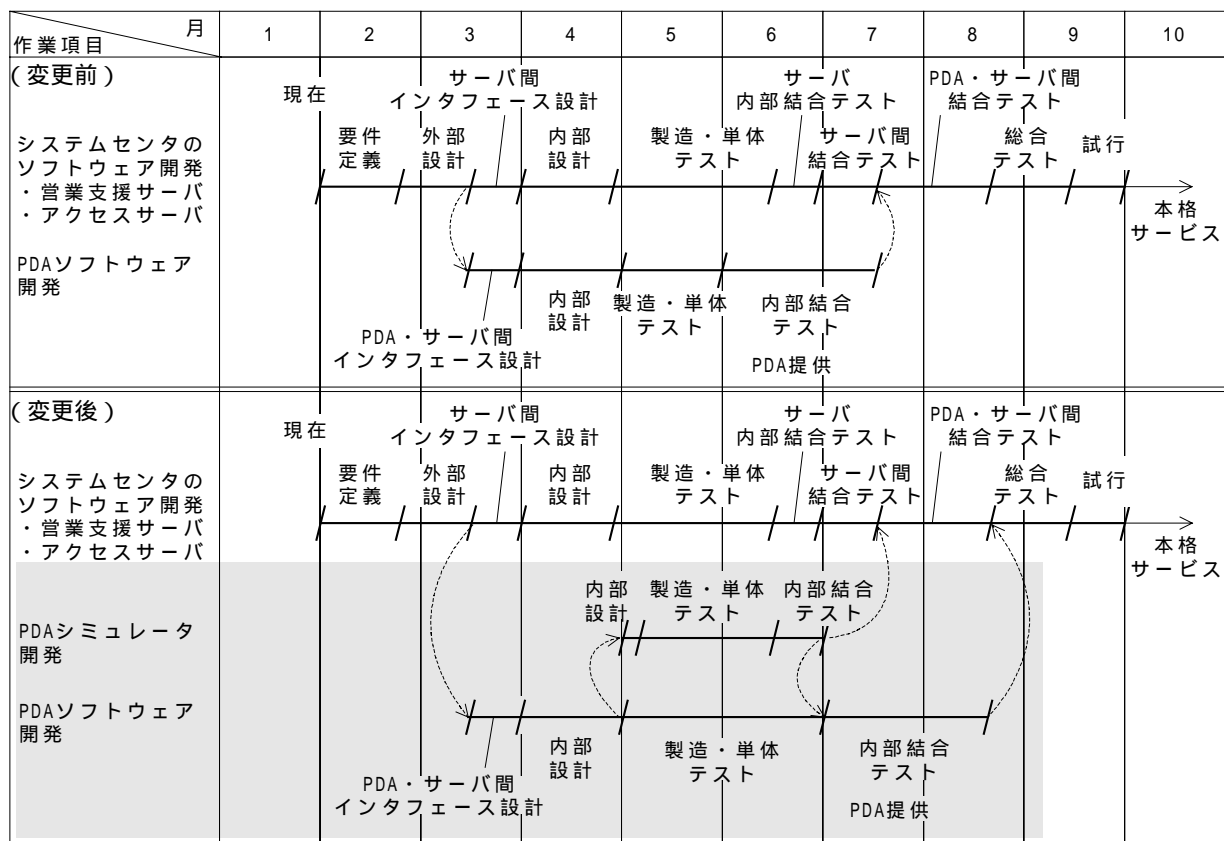 月
作業項目
1 2 3 4 5 6 7 8 9 10
(変更前)
現在
サーバ間
インタフェース設計
サーバ
内部結合テスト
PDA・サーバ間
結合テスト
システムセンタの
ソフトウェア開発
・営業支援サーバ
・アクセスサーバ
要件
定義
外部
設計
内部
設計
製造・単体
テスト
サーバ間
結合テスト
総合
テスト
試行
本格
サービス
PDAソフトウェア
開発
内部
設計
製造・単体
テスト
内部結合
テスト
PDA・サーバ間
インタフェース設計
PDA提供
(変更後)
現在
サーバ間
インタフェース設計
サーバ
内部結合テスト
PDA・サーバ間
結合テスト
システムセンタの
ソフトウェア開発
・営業支援サーバ
・アクセスサーバ
要件
定義
外部
設計
内部
設計
製造・単体
テスト
サーバ間
結合テスト
総合
テスト
試行
本格
サービス
PDAシミュレータ
開発
内部
設計
製造・単体
テスト
内部結合
テスト
PDAソフトウェア
開発
内部
設計
製造・単体
テスト
内部結合
テスト
PDA・サーバ間
インタフェース設計
PDA提供